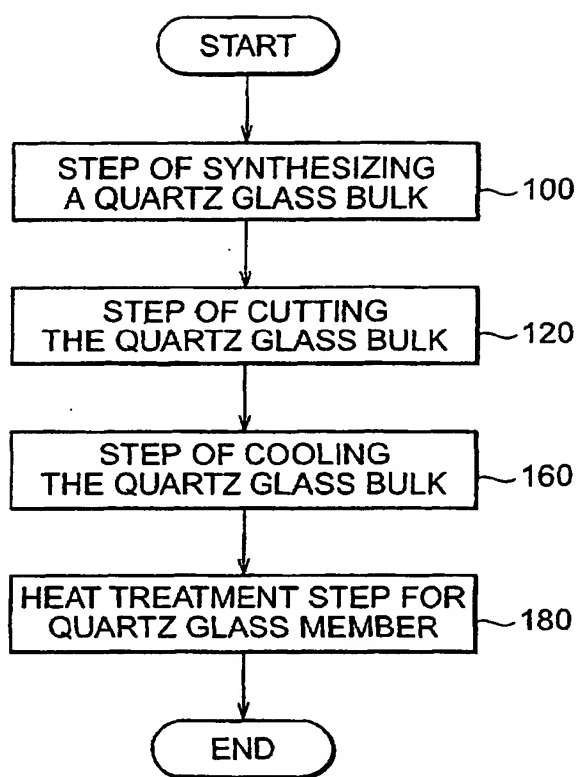 START
STEP OF SYNTHESIZING
A QUARTZ GLASS BULK
100
STEP OF CUTTING
THE QUARTZ GLASS BULK
120
STEP OF COOLING
THE QUARTZ GLASS BULK
160
HEAT TREATMENT STEP FOR
QUARTZ GLASS MEMBER
180
END